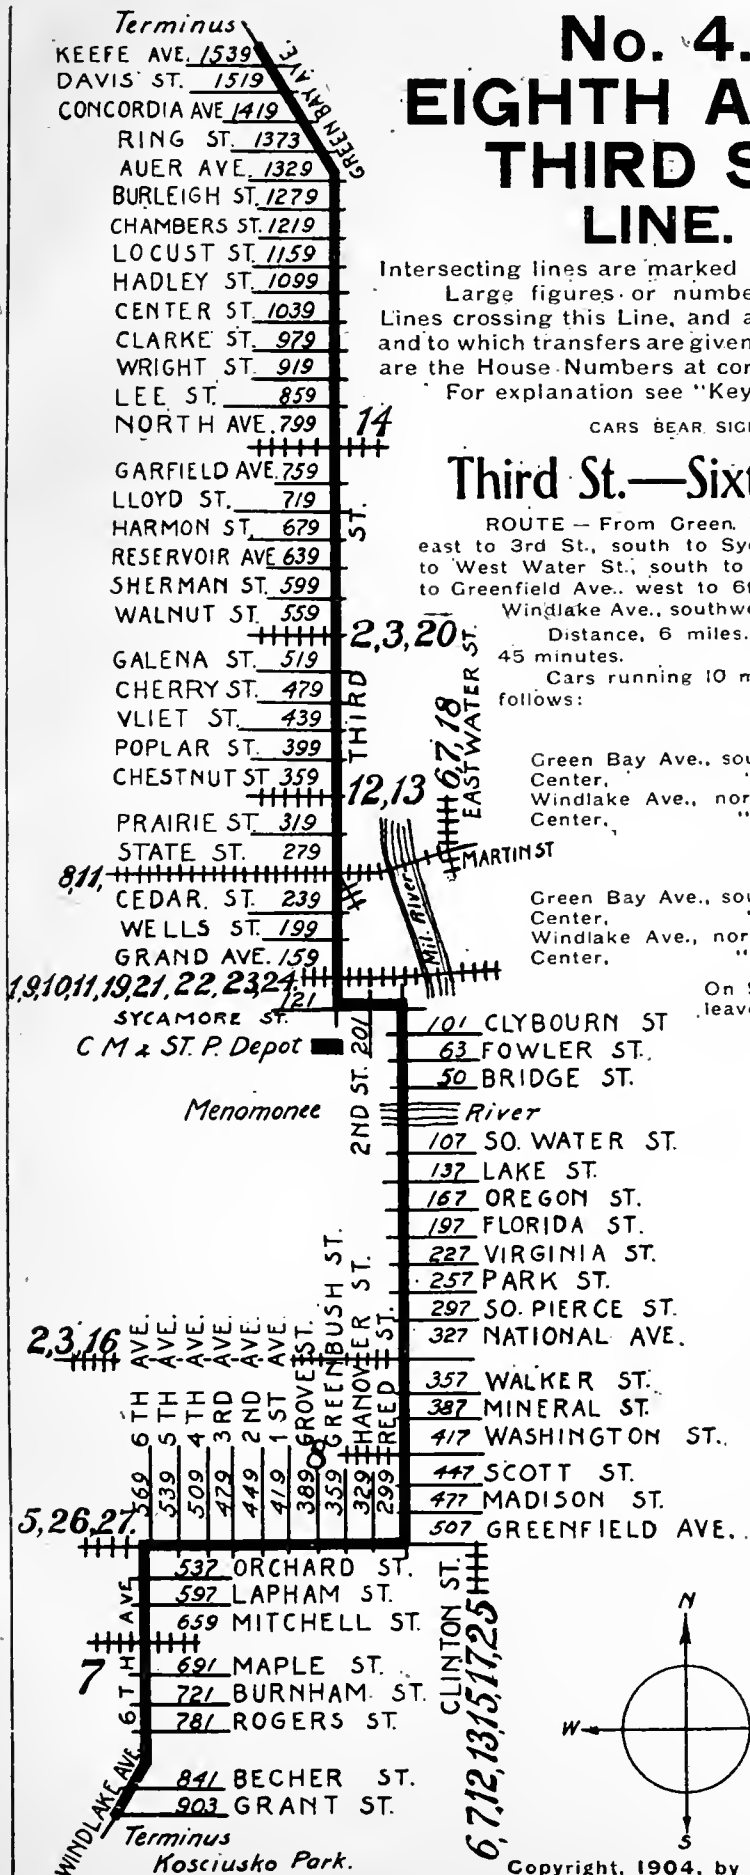 Terminus
KEEFE AVE. 1539
DAVIS ST. 1519
CONCORDIA AVE 1419
RING ST. 1373
AUER AVE. 1329
BURLEIGH ST. 1279
CHAMBERS ST. 1219
LOCUST ST. 1159
HADLEY ST. 1099
CENTER ST. 1039
CLARKE ST. 979
WRIGHT ST. 919
LEE ST. 859
NORTH AVE. 799
14
GARFIELD AVE. 759
LLOYD ST. 719
HARMON ST. 679
RESERVOIR AVE 639
SHERMAN ST. 599
WALNUT ST. 559
2,3,20
GALENA ST. 519
CHERRY ST. 479
VLIET ST. 439
POPLAR ST. 399
CHESTNUT ST 359
12,13
PRAIRIE ST. 319
STATE ST. 279
8,11,
CEDAR. ST. 239
WELLS ST. 199
GRAND AVE. 159
1,9,10,11,19,21,22,23,24.
121
SYCAMORE ST.
C M & ST. P. Depot
GREEN BAY AVE.
THIRD ST.
6,7,18
EAST WATER ST.
MARTIN ST
Mil. River
No. 4.
EIGHTH A
THIRD S
LINE.
Intersecting lines are marked
Large figures or numbe
Lines crossing this Line, and a
and to which transfers are given
are the House Numbers at cor
For explanation see "Key
CARS BEAR SIG
Third St.—Sixt
ROUTE — From Green.
east to 3rd St., south to Syc
to West Water St., south to
to Greenfield Ave.. west to 6t
Windlake Ave., southwe
Distance, 6 miles.
45 minutes.
Cars running 10 m
follows:
Green Bay Ave., sou
Center, "
Windlake Ave., nor
Center, "
Green Bay Ave., sou
Center, "
Windlake Ave., nor
Center, "
On S
leave
2ND ST. 201
101 CLYBOURN ST
63 FOWLER ST.
50 BRIDGE ST.
Menomonee River
107 SO. WATER ST.
137 LAKE ST.
167 OREGON ST.
197 FLORIDA ST.
227 VIRGINIA ST.
257 PARK ST.
297 SO. PIERCE ST.
327 NATIONAL AVE.
2,3,16
357 WALKER ST.
387 MINERAL ST.
417 WASHINGTON ST.
8
447 SCOTT ST.
477 MADISON ST.
507 GREENFIELD AVE.
569 6TH AVE.
539 5TH AVE.
509 4TH AVE.
479 3RD AVE.
449 2ND AVE.
419 1ST AVE.
389 GROVE ST.
359 GREENBUSH ST.
329 HANOVER ST.
299 REED ST.
5,26,27.
537 ORCHARD ST.
597 LAPHAM ST.
659 MITCHELL ST.
7
691 MAPLE ST.
721 BURNHAM ST.
781 ROGERS ST.
841 BECHER ST.
903 GRANT ST.
6TH AVE
WINDLAKE AVE.
Terminus
Kosciusko Park.
CLINTON ST.
6,7,12,13,15,17,25
N
W
S
Copyright, 1904, by